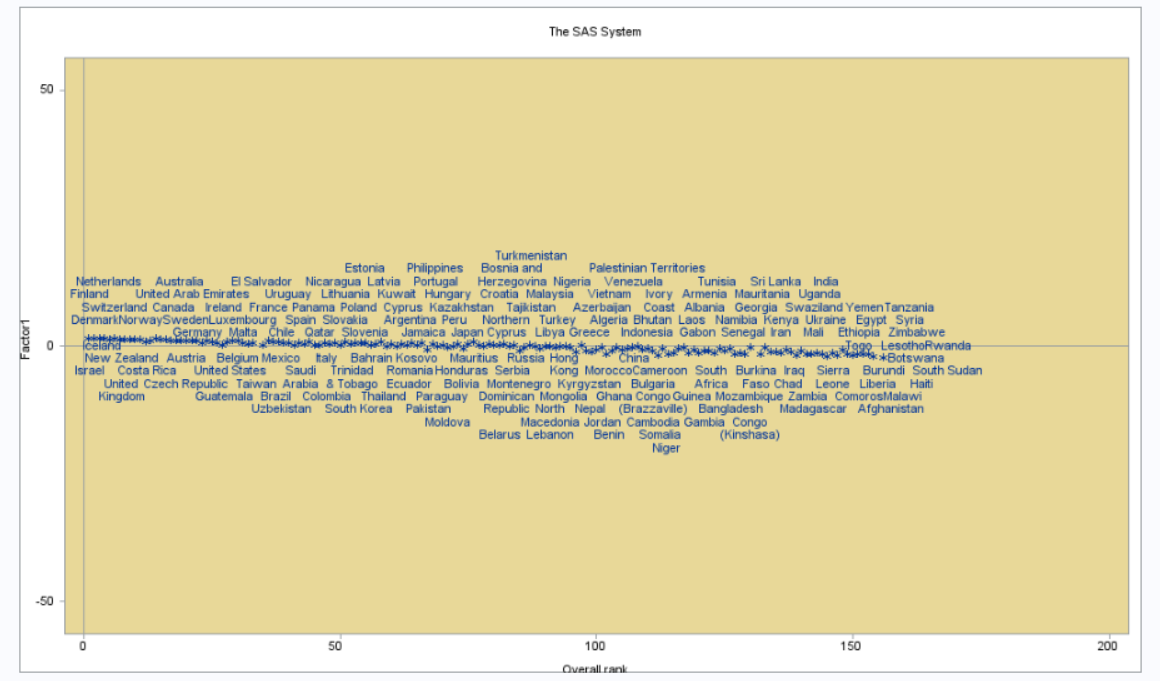 The SAS System
50
Turkmenistan
Estonia Philippines Bosnia and Palestinian Territories
Netherlands Australia El Salvador Nicaragua Latvia Portugal Herzegovina Nigeria Venezuela Tunisia Sri Lanka India
Finland United Arab Emirates Uruguay Lithuania Kuwait Hungary Croatia Malaysia Vietnam Ivory Armenia Mauritania Uganda
Switzerland Canada Ireland France Panama Poland Cyprus Kazakhstan Tajikistan Azerbaijan Coast Albania Georgia Swaziland Yemen Tanzania
Denmark Norway Sweden Luxembourg Spain Slovakia Argentina Peru Northern Turkey Algeria Bhutan Laos Namibia Kenya Ukraine Egypt Syria
Germany Malta Chile Qatar Slovenia Jamaica Japan Cyprus Libya Greece Indonesia Gabon Senegal Iran Mali Ethiopia Zimbabwe
Factor1
0 Iceland Togo Lesotho Rwanda
New Zealand Austria Belgium Mexico Italy Bahrain Kosovo Mauritius Russia Hong China Botswana
Israel Costa Rica United States Saudi Trinidad Romania Honduras Serbia Kong Morocco Cameroon South Burkina Iraq Sierra Burundi South Sudan
United Czech Republic Taiwan Arabia & Tobago Ecuador Bolivia Montenegro Kyrgyzstan Bulgaria Africa Faso Chad Leone Liberia Haiti
Kingdom Guatemala Brazil Colombia Thailand Paraguay Dominican Mongolia Ghana Congo Guinea Mozambique Zambia Comoros Malawi
Uzbekistan South Korea Pakistan Republic North Nepal (Brazzaville) Bangladesh Madagascar Afghanistan
Moldova Macedonia Jordan Cambodia Gambia Congo
Belarus Lebanon Benin Somalia (Kinshasa)
Niger
-50
0 50 100 150 200
Overall rank